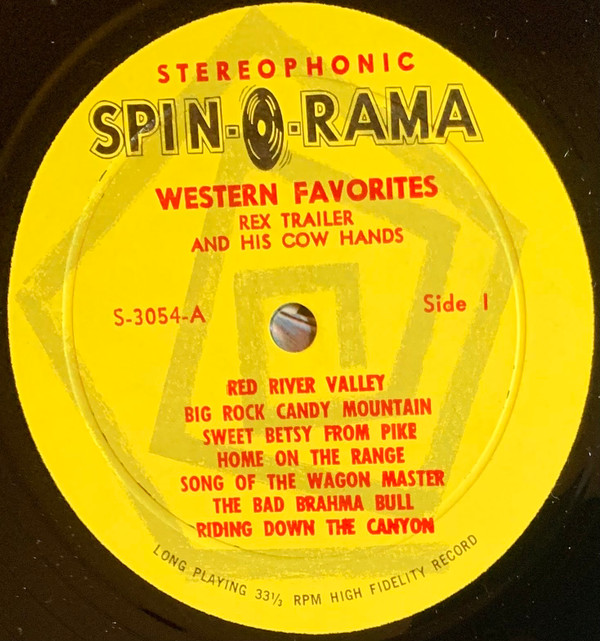 STEREOPHONIC
SPIN-O-RAMA
WESTERN FAVORITES
REX TRAILER
AND HIS COW HANDS
S-3054-A
Side 1
RED RIVER VALLEY
BIG ROCK CANDY MOUNTAIN
SWEET BETSY FROM PIKE
HOME ON THE RANGE
SONG OF THE WAGON MASTER
THE BAD BRAHMA BULL
RIDING DOWN THE CANYON
LONG PLAYING 33⅓ RPM HIGH FIDELITY RECORD